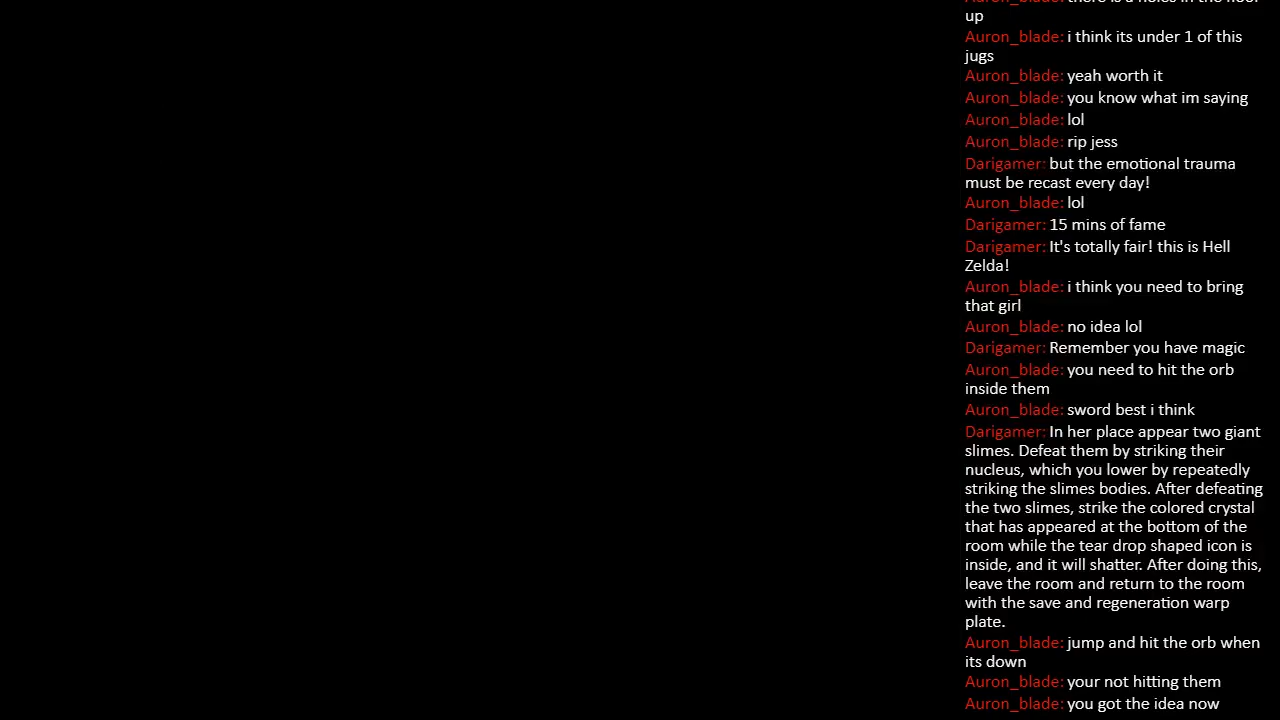 up
Auron_blade: i think its under 1 of this
jugs
Auron_blade: yeah worth it
Auron_blade: you know what im saying
Auron_blade: lol
Auron_blade: rip jess
Darigamer: but the emotional trauma
must be recast every day!
Auron_blade: lol
Darigamer: 15 mins of fame
Darigamer: It's totally fair! this is Hell
Zelda!
Auron_blade: i think you need to bring
that girl
Auron_blade: no idea lol
Darigamer: Remember you have magic
Auron_blade: you need to hit the orb
inside them
Auron_blade: sword best i think
Darigamer: In her place appear two giant
slimes. Defeat them by striking their
nucleus, which you lower by repeatedly
striking the slimes bodies. After defeating
the two slimes, strike the colored crystal
that has appeared at the bottom of the
room while the tear drop shaped icon is
inside, and it will shatter. After doing this,
leave the room and return to the room
with the save and regeneration warp
plate.
Auron_blade: jump and hit the orb when
its down
Auron_blade: your not hitting them
Auron_blade: you got the idea now